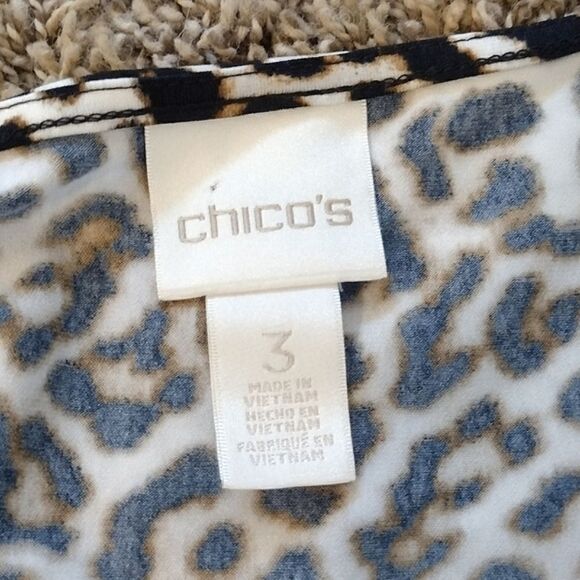 chico's
3
MADE IN
VIETNAM
HECHO EN
VIETNAM
FABRIQUÉ EN
VIETNAM